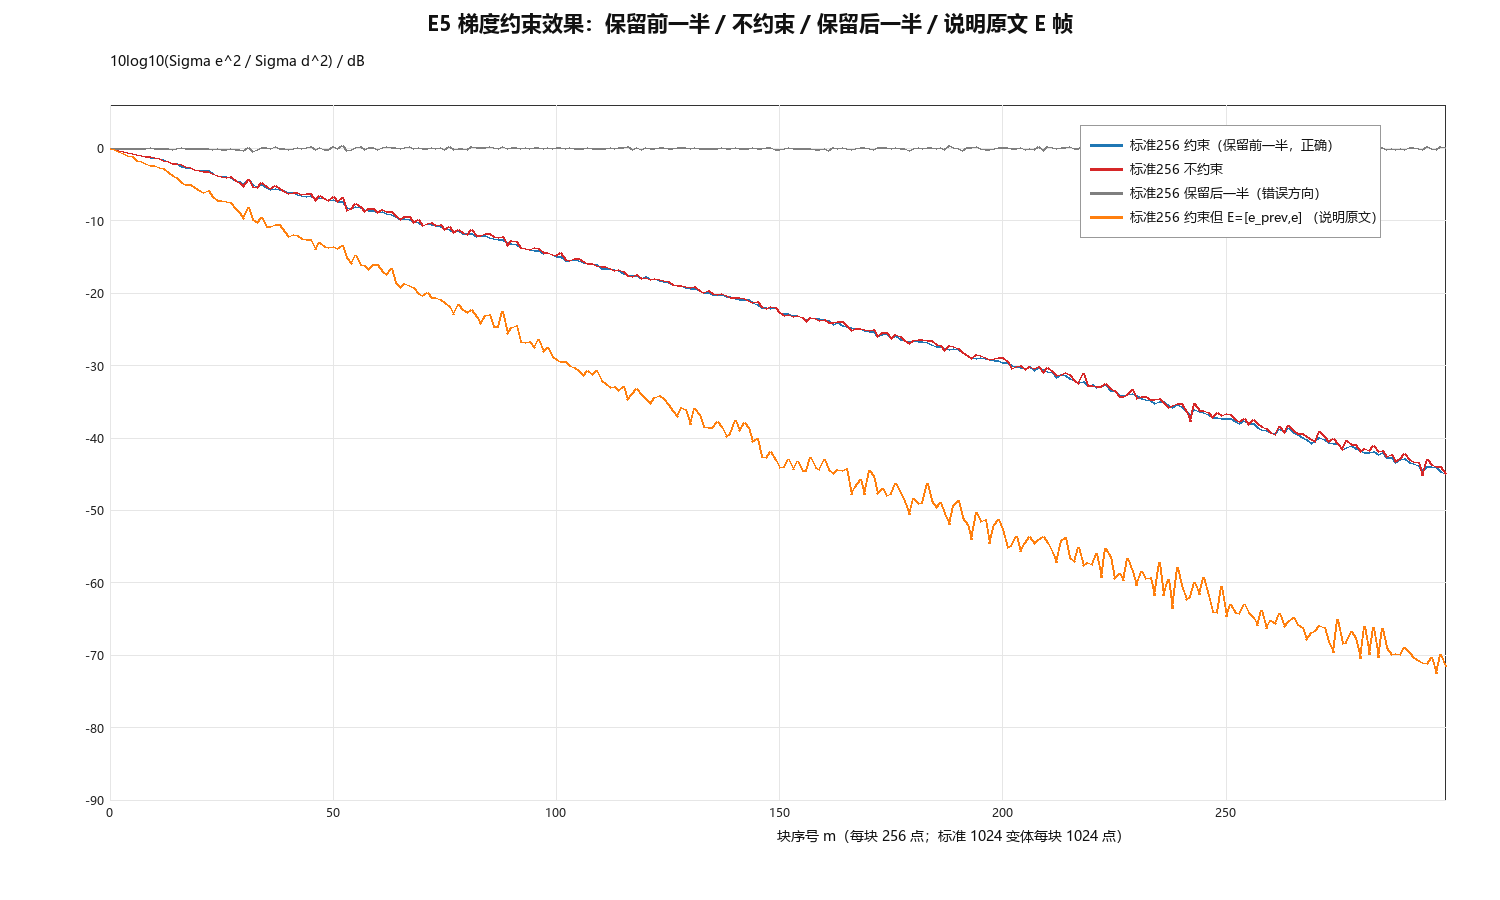 E5 梯度约束效果：保留前一半 / 不约束 / 保留后一半 / 说明原文 E 帧
10log10(Sigma e^2 / Sigma d^2) / dB
标准256 约束（保留前一半，正确）
标准256 不约束
标准256 保留后一半（错误方向）
标准256 约束但 E=[e_prev,e] （说明原文）
0
-10
-20
-30
-40
-50
-60
-70
-80
-90
0 50 100 150 200 250
块序号 m（每块 256 点；标准 1024 变体每块 1024 点）